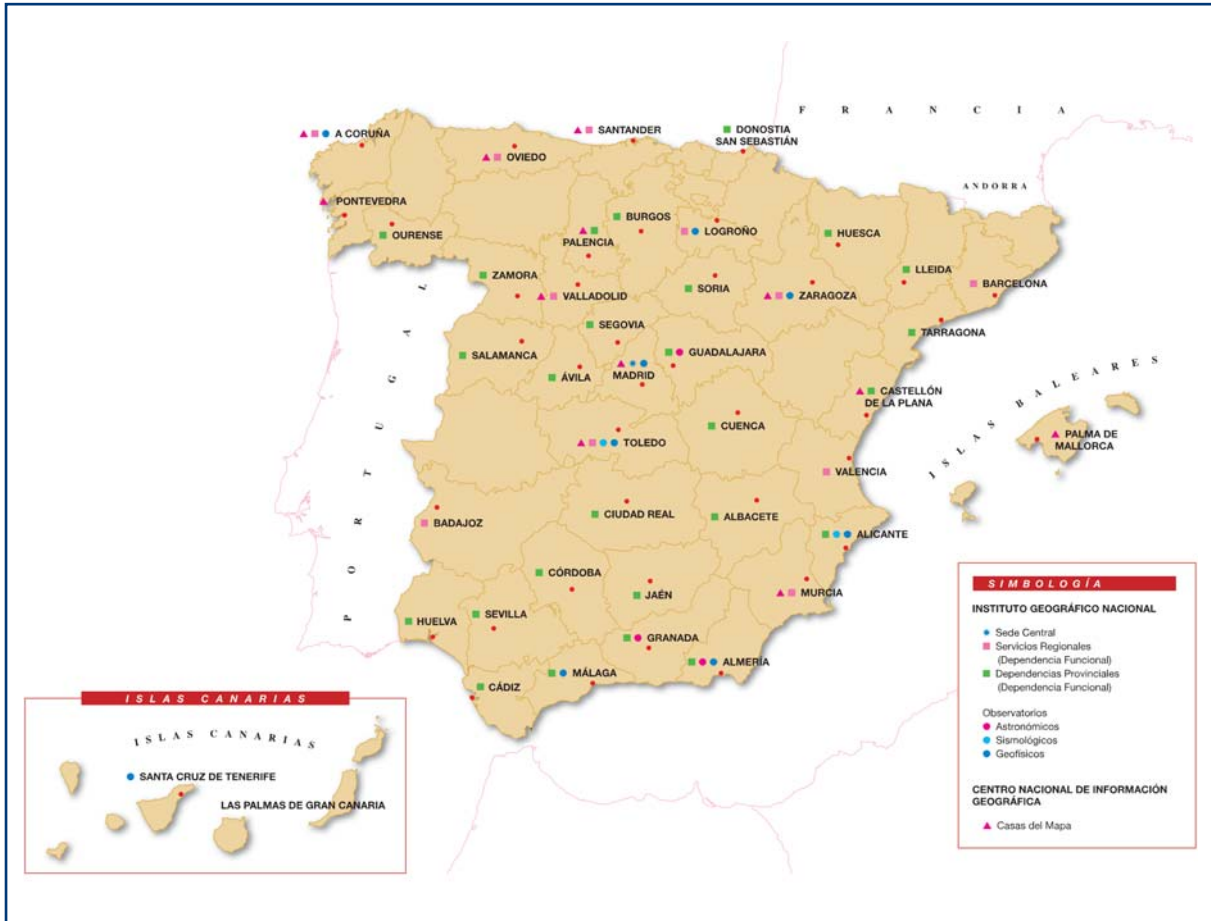 F R A N C I A
A CORUÑA
SANTANDER
DONOSTIA
SAN SEBASTIÁN
OVIEDO
ANDORRA
PONTEVEDRA
BURGOS
OURENSE
PALENCIA
LOGROÑO
HUESCA
ZAMORA
LLEIDA
VALLADOLID
SORIA
ZARAGOZA
BARCELONA
SEGOVIA
TARRAGONA
SALAMANCA
GUADALAJARA
ÁVILA
MADRID
CASTELLÓN
DE LA PLANA
CUENCA
TOLEDO
PALMA DE
MALLORCA
ISLAS BALEARES
PORTUGAL
VALENCIA
CIUDAD REAL
ALBACETE
BADAJOZ
ALICANTE
CÓRDOBA
JAÉN
MURCIA
HUELVA
SEVILLA
GRANADA
MÁLAGA
ALMERÍA
CÁDIZ
ISLAS CANARIAS
ISLAS CANARIAS
SANTA CRUZ DE TENERIFE
LAS PALMAS DE GRAN CANARIA
SIMBOLOGÍA
INSTITUTO GEOGRÁFICO NACIONAL
Sede Central
Servicios Regionales
(Dependencia Funcional)
Dependencias Provinciales
(Dependencia Funcional)
Observatorios
Astronómicos
Sismológicos
Geofísicos
CENTRO NACIONAL DE INFORMACIÓN
GEOGRÁFICA
Casas del Mapa